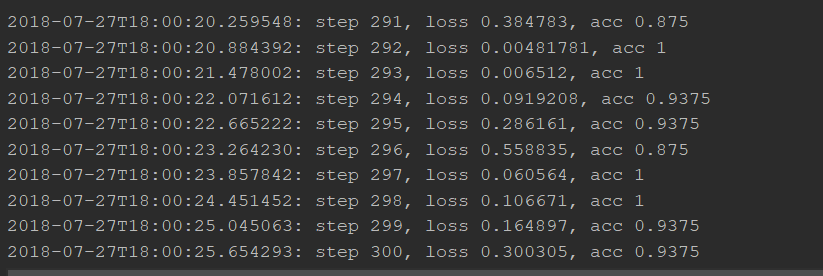 2018-07-27T18:00:20.259548: step 291, loss 0.384783, acc 0.875
2018-07-27T18:00:20.884392: step 292, loss 0.00481781, acc 1
2018-07-27T18:00:21.478002: step 293, loss 0.006512, acc 1
2018-07-27T18:00:22.071612: step 294, loss 0.0919208, acc 0.9375
2018-07-27T18:00:22.665222: step 295, loss 0.286161, acc 0.9375
2018-07-27T18:00:23.264230: step 296, loss 0.558835, acc 0.875
2018-07-27T18:00:23.857842: step 297, loss 0.060564, acc 1
2018-07-27T18:00:24.451452: step 298, loss 0.106671, acc 1
2018-07-27T18:00:25.045063: step 299, loss 0.164897, acc 0.9375
2018-07-27T18:00:25.654293: step 300, loss 0.300305, acc 0.9375